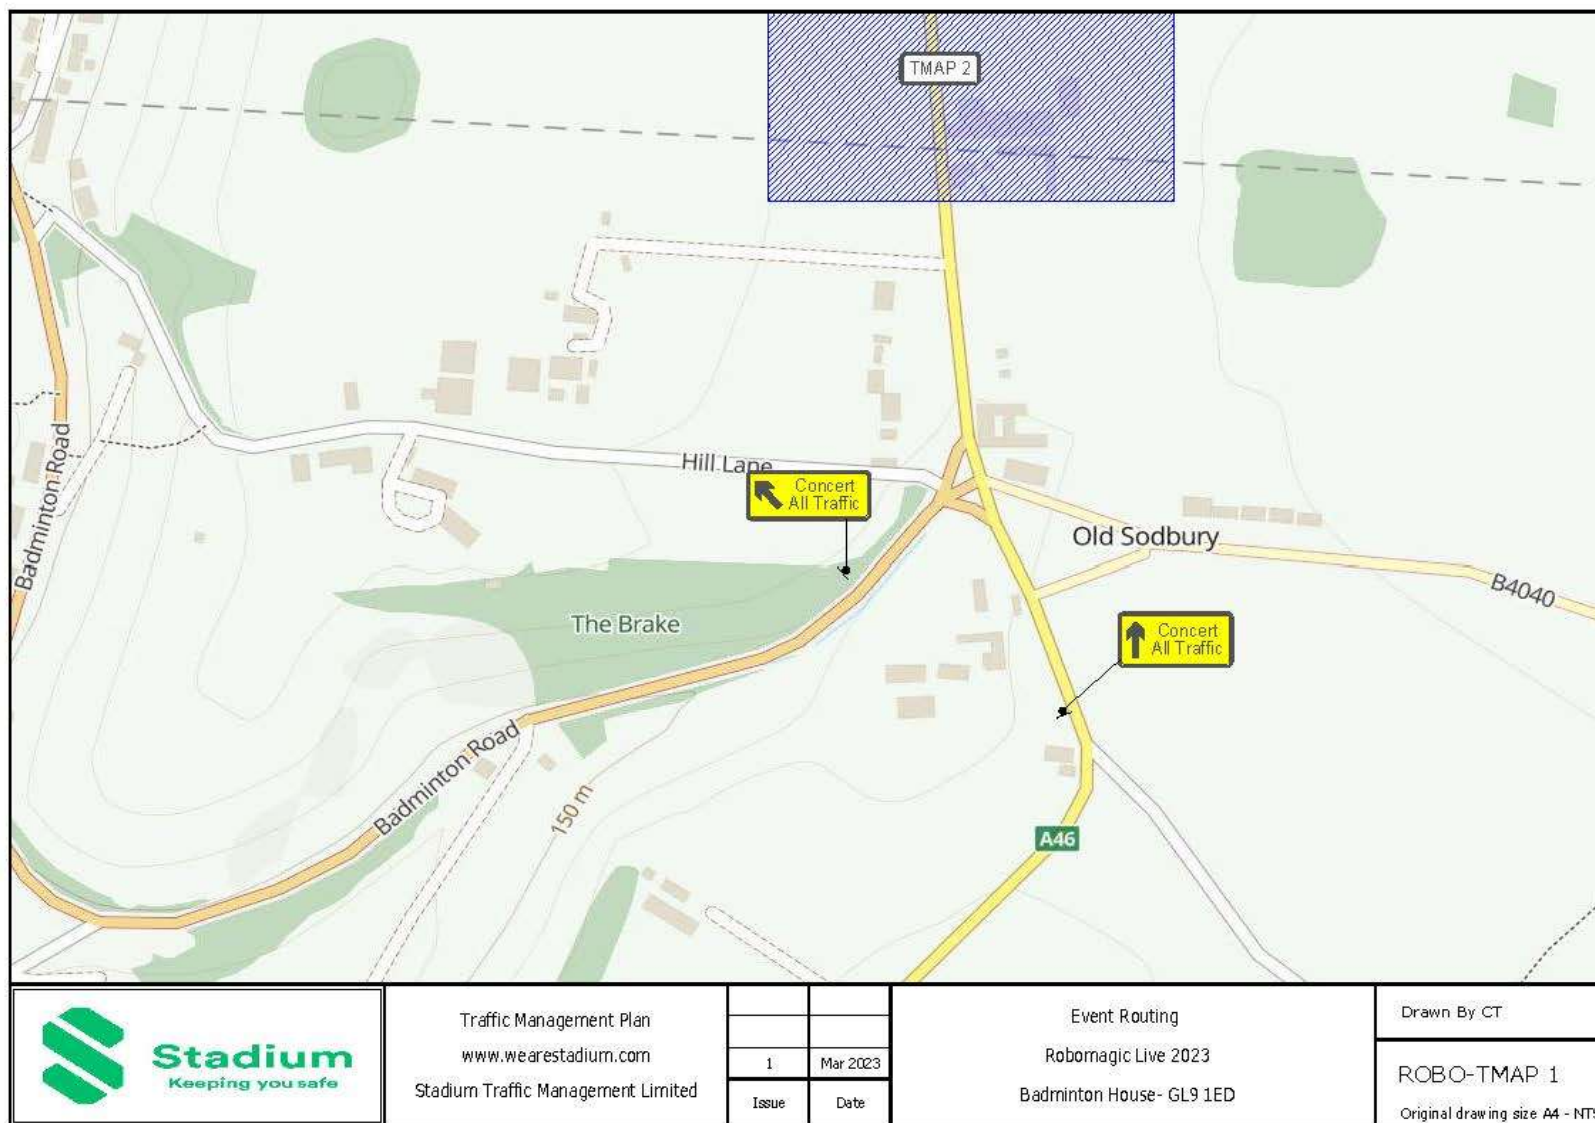 TMAP 2
Hill Lane
Concert
All Traffic
Badminton Road
Old Sodbury
B4040
The Brake
Concert
All Traffic
Badminton Road
150 m
A46
Stadium
Keeping you safe
Traffic Management Plan
www.wearestadium.com
Stadium Traffic Management Limited
1 Mar 2023
Issue Date
Event Routing
Robomagic Live 2023
Badminton House- GL9 1ED
Drawn By CT
ROBO-TMAP 1
Original drawing size A4 - NTS